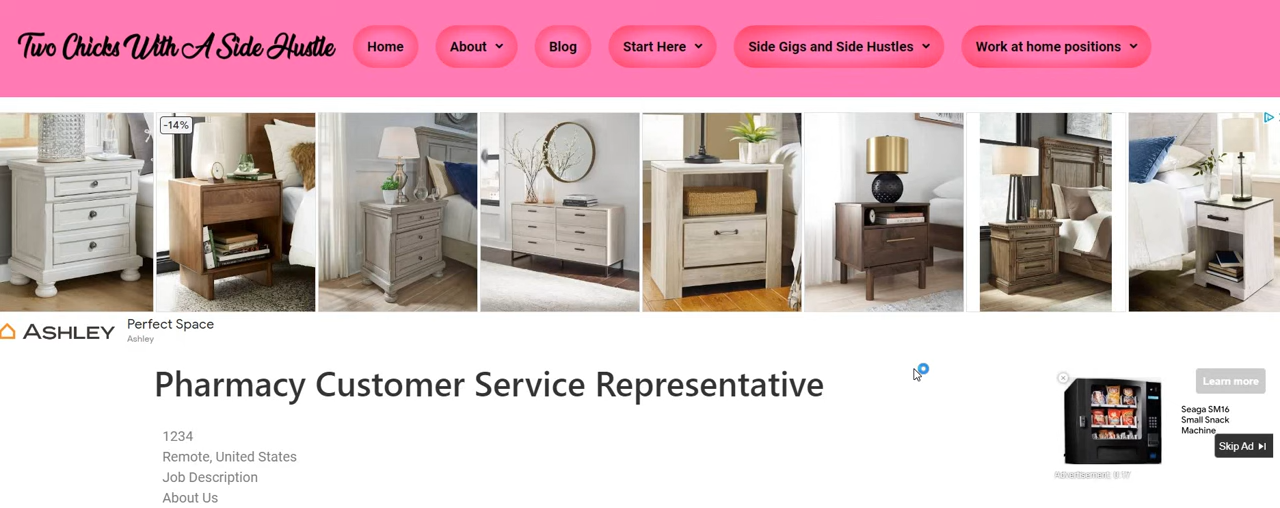 Two Chicks With A Side Hustle
Home
About
Blog
Start Here
Side Gigs and Side Hustles
Work at home positions
-14%
ASHLEY
Perfect Space
Ashley
Pharmacy Customer Service Representative
1234
Remote, United States
Job Description
About Us
Learn more
Seaga SM16
Small Snack
Machine
Skip Ad